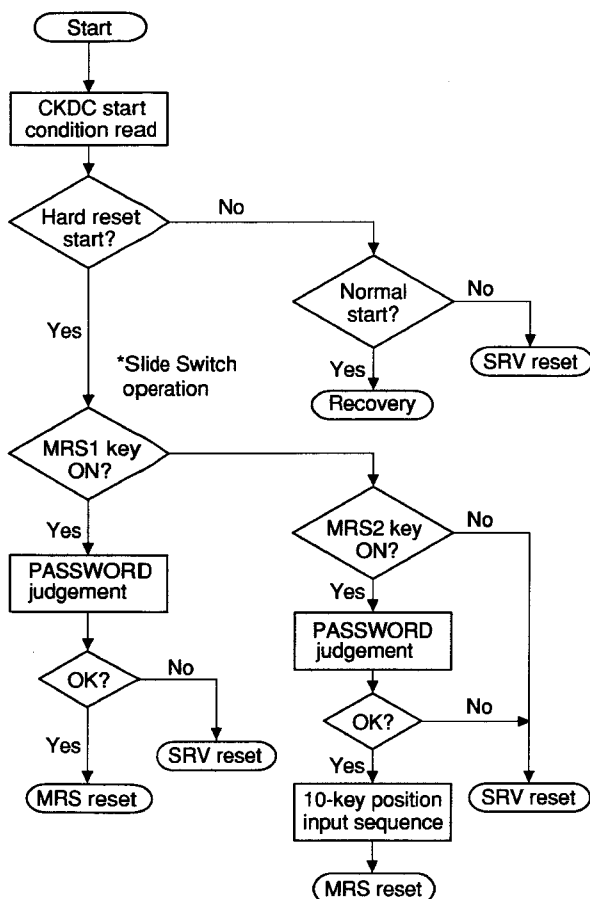 Start
CKDC start
condition read
Hard reset
start?
No
Normal
start?
No
Yes
*Slide Switch
operation
Yes
SRV reset
Recovery
MRS1 key
ON?
Yes
MRS2 key
ON?
No
PASSWORD
judgement
Yes
PASSWORD
judgement
OK?
No
OK?
No
Yes
SRV reset
Yes
MRS reset
10-key position
input sequence
SRV reset
MRS reset